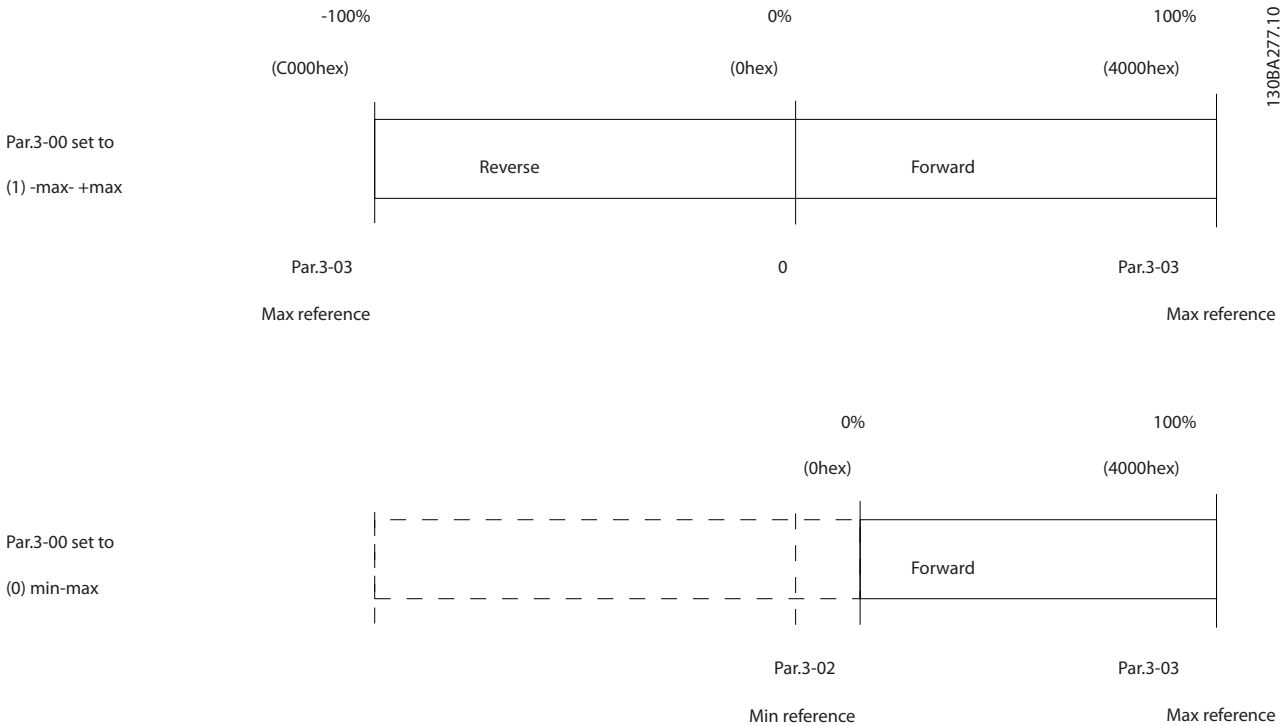 -100% 0% 100%
(C000hex) (0hex) (4000hex)
130BA277.10
Par.3-00 set to
(1) -max- +max
Reverse Forward
Par.3-03 0 Par.3-03
Max reference Max reference
0% 100%
(0hex) (4000hex)
Par.3-00 set to
(0) min-max
Forward
Par.3-02 Par.3-03
Min reference Max reference